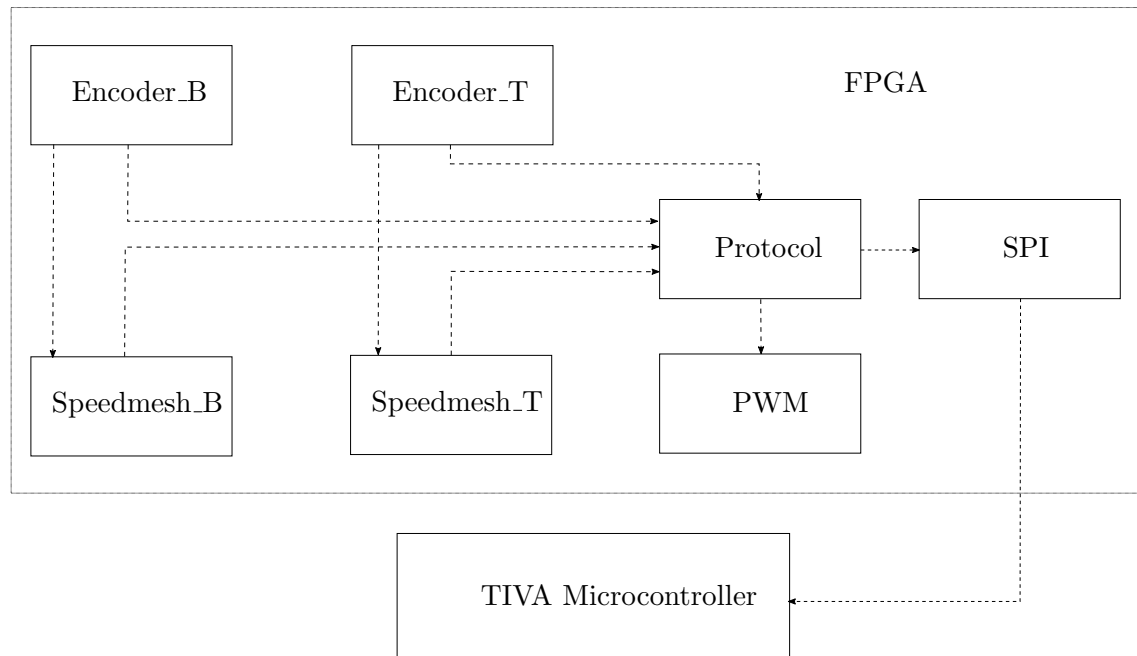 Encoder_B
Encoder_T
FPGA
Protocol
SPI
Speedmesh_B
Speedmesh_T
PWM
TIVA Microcontroller